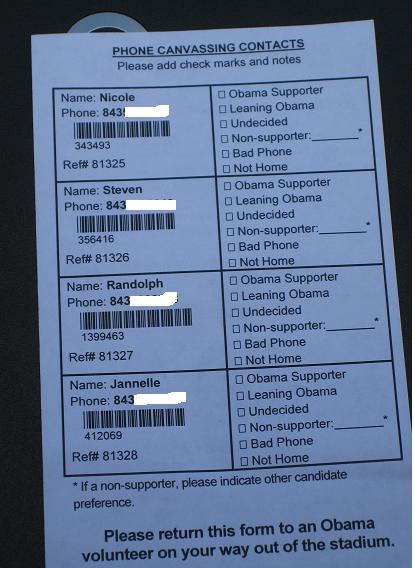 PHONE CANVASSING CONTACTS
Please add check marks and notes
Name: Nicole
Phone: 843
343493
Ref# 81325
□ Obama Supporter
□ Leaning Obama
□ Undecided
□ Non-supporter:_______*
□ Bad Phone
□ Not Home
Name: Steven
Phone: 843
356416
Ref# 81326
□ Obama Supporter
□ Leaning Obama
□ Undecided
□ Non-supporter:_______*
□ Bad Phone
□ Not Home
Name: Randolph
Phone: 843
1399463
Ref# 81327
□ Obama Supporter
□ Leaning Obama
□ Undecided
□ Non-supporter:_______*
□ Bad Phone
□ Not Home
Name: Jannelle
Phone: 843
412069
Ref# 81328
□ Obama Supporter
□ Leaning Obama
□ Undecided
□ Non-supporter:_______*
□ Bad Phone
□ Not Home
* If a non-supporter, please indicate other candidate
preference.
Please return this form to an Obama
volunteer on your way out of the stadium.